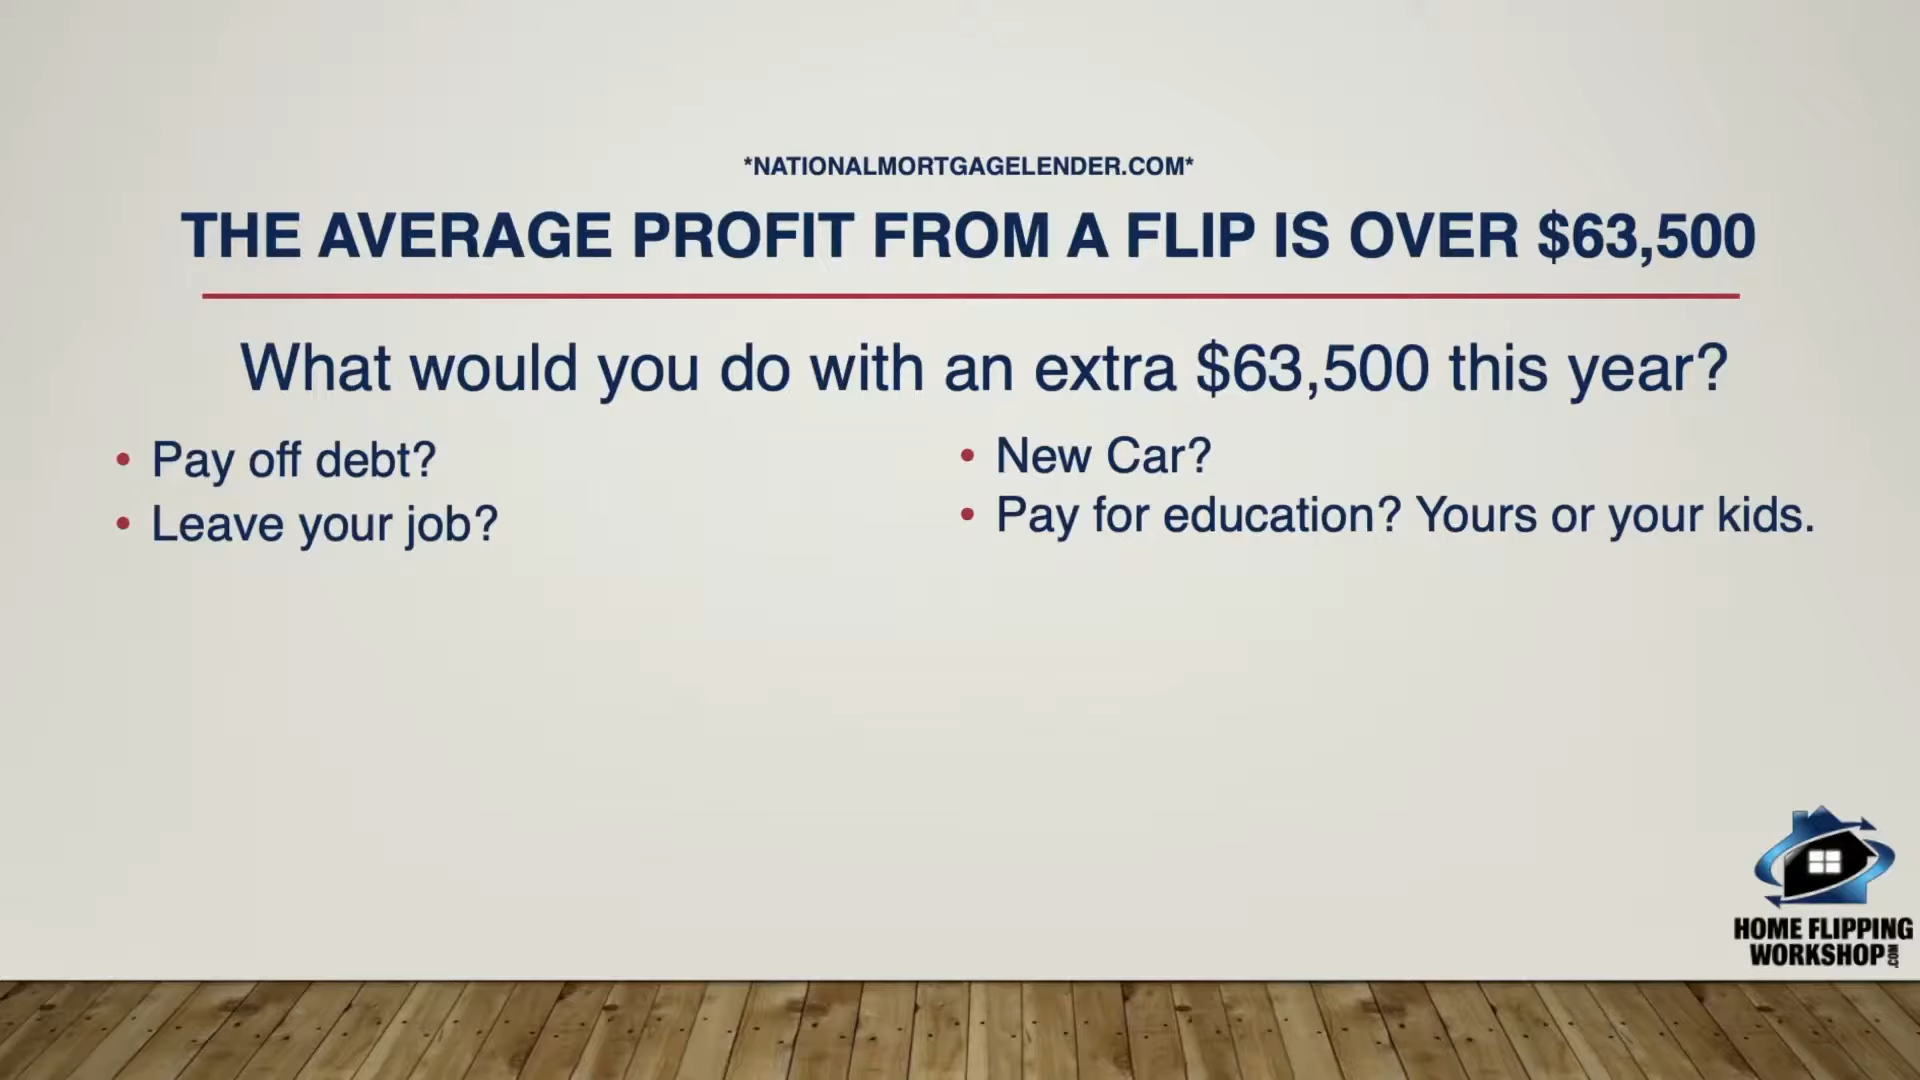 *NATIONALMORTGAGELENDER.COM*
THE AVERAGE PROFIT FROM A FLIP IS OVER $63,500
What would you do with an extra $63,500 this year?
• Pay off debt?
• Leave your job?
• New Car?
• Pay for education? Yours or your kids.
HOME FLIPPING
WORKSHOP.COM